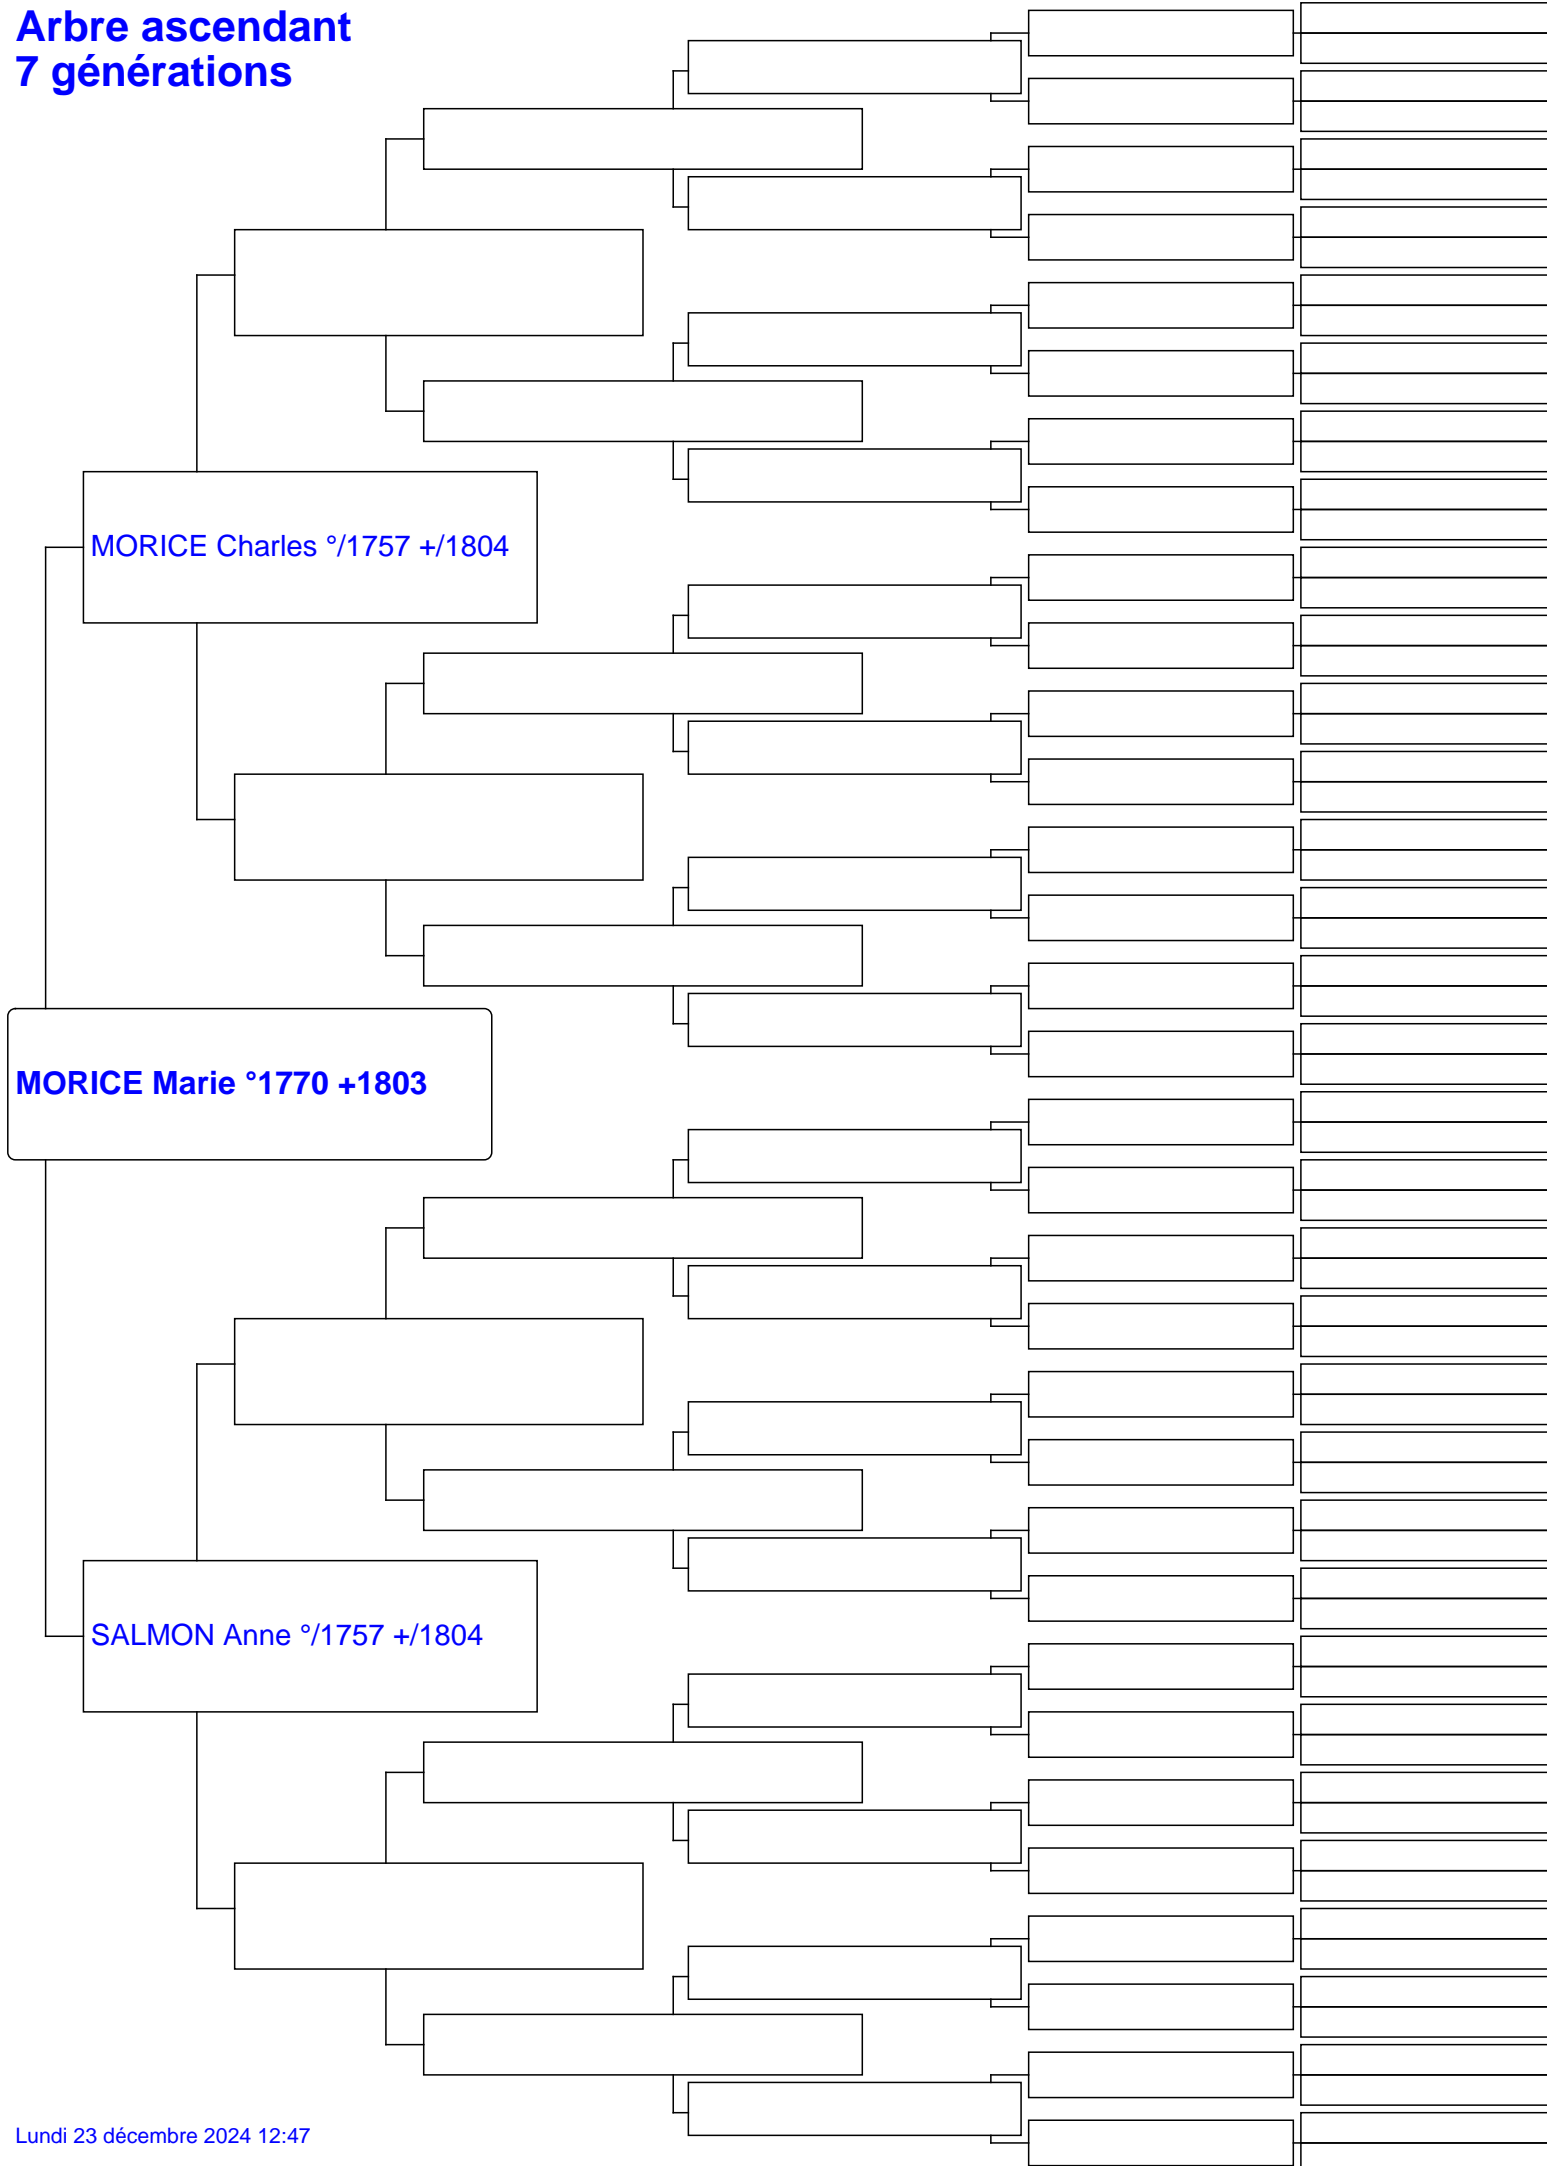 Arbre ascendant
7 générations
MORICE Charles °/1757 +/1804
MORICE Marie °1770 +1803
SALMON Anne °/1757 +/1804
Lundi 23 décembre 2024 12:47